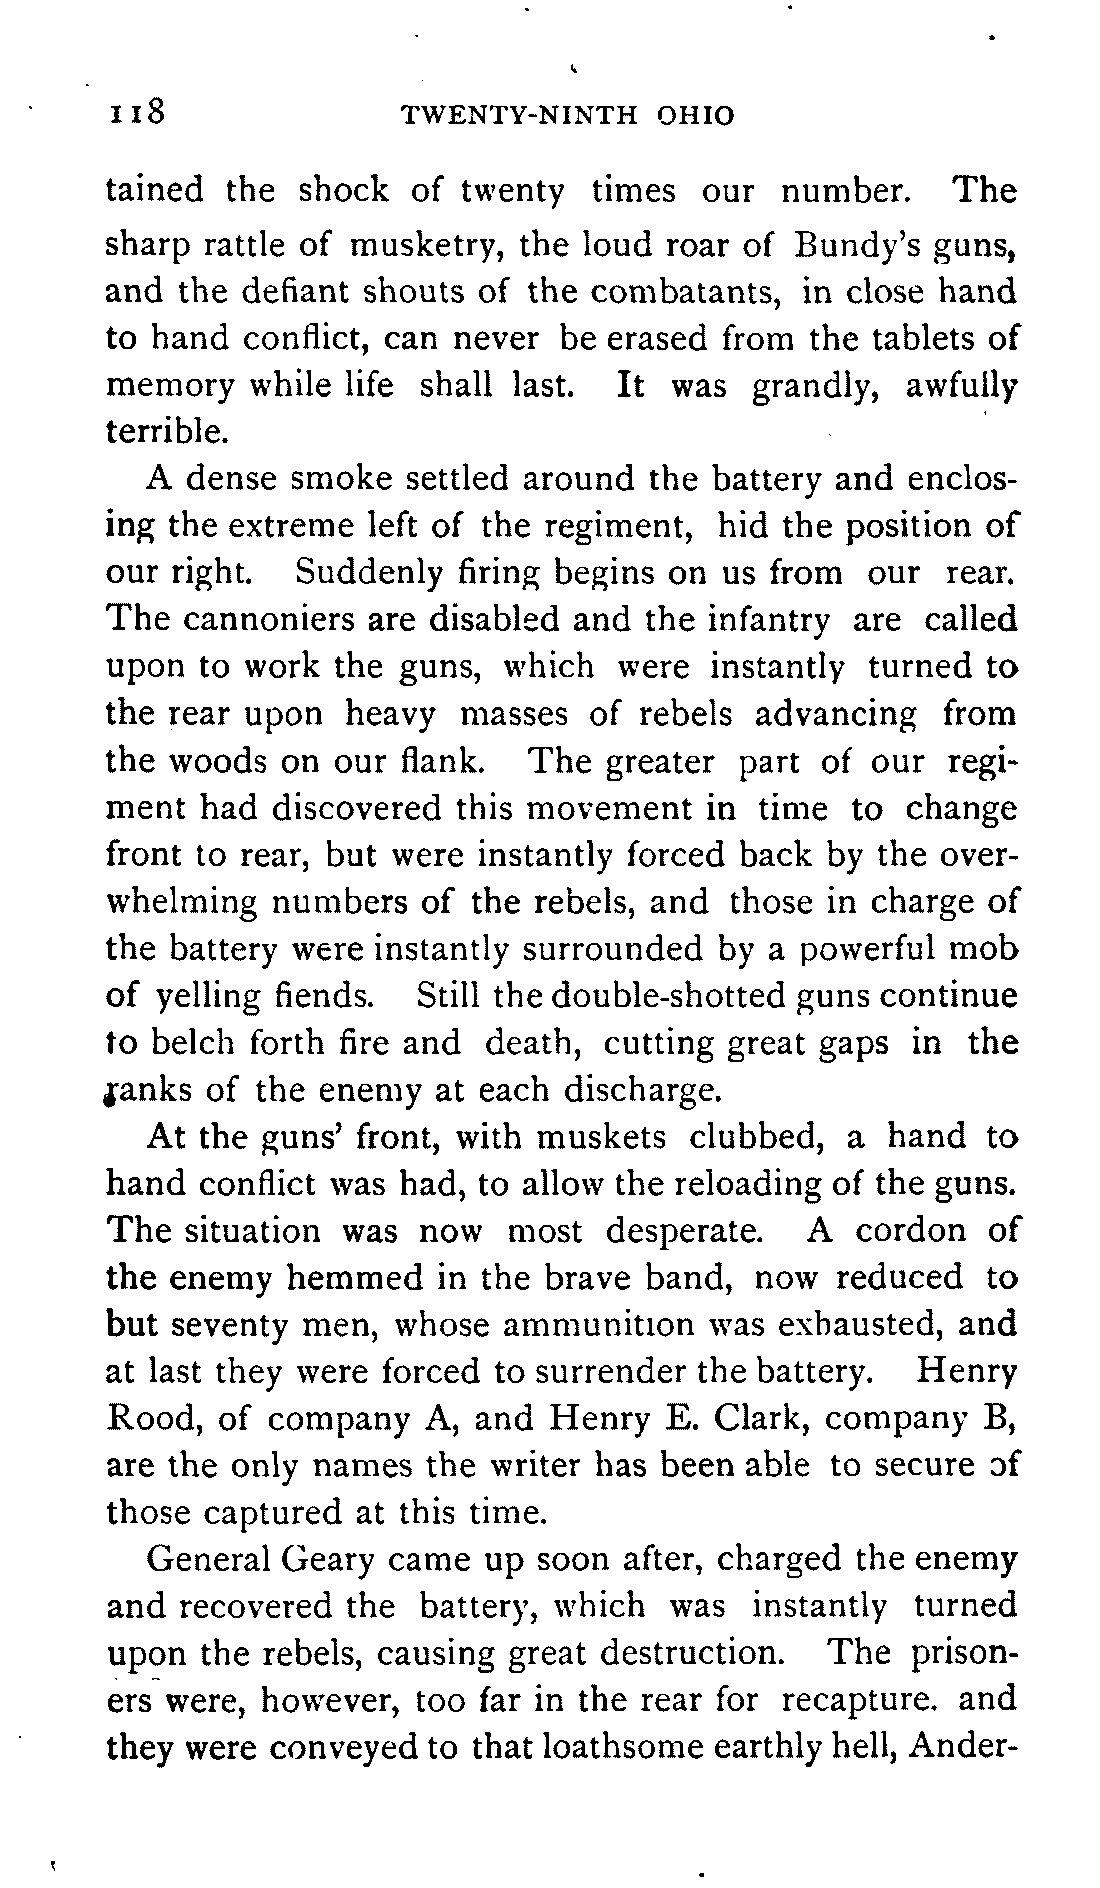 118 TWENTY-NINTH OHIO
tained the shock of twenty times our number. The
sharp rattle of musketry, the loud roar of Bundy's guns,
and the defiant shouts of the combatants, in close hand
to hand conflict, can never be erased from the tablets of
memory while life shall last. It was grandly, awfully
terrible.
A dense smoke settled around the battery and enclos-
ing the extreme left of the regiment, hid the position of
our right. Suddenly firing begins on us from our rear.
The cannoniers are disabled and the infantry are called
upon to work the guns, which were instantly turned to
the rear upon heavy masses of rebels advancing from
the woods on our flank. The greater part of our regi-
ment had discovered this movement in time to change
front to rear, but were instantly forced back by the over-
whelming numbers of the rebels, and those in charge of
the battery were instantly surrounded by a powerful mob
of yelling fiends. Still the double-shotted guns continue
to belch forth fire and death, cutting great gaps in the
ranks of the enemy at each discharge.
At the guns' front, with muskets clubbed, a hand to
hand conflict was had, to allow the reloading of the guns.
The situation was now most desperate. A cordon of
the enemy hemmed in the brave band, now reduced to
but seventy men, whose ammunition was exhausted, and
at last they were forced to surrender the battery. Henry
Rood, of company A, and Henry E. Clark, company B,
are the only names the writer has been able to secure of
those captured at this time.
General Geary came up soon after, charged the enemy
and recovered the battery, which was instantly turned
upon the rebels, causing great destruction. The prison-
ers were, however, too far in the rear for recapture. and
they were conveyed to that loathsome earthly hell, Ander-